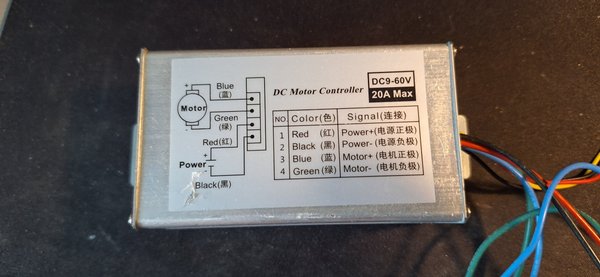 DC Motor Controller
DC9-60V
20A Max
Blue
(蓝)
Motor
Green
(绿)
Red(红)
Power
Black(黑)
+
-
+
-
NO. Color(色) Signal(连接)
1 Red (红) Power+(电源正极)
2 Black (黑) Power-(电源负极)
3 Blue (蓝) Motor+(电机正极)
4 Green(绿) Motor-(电机负极)